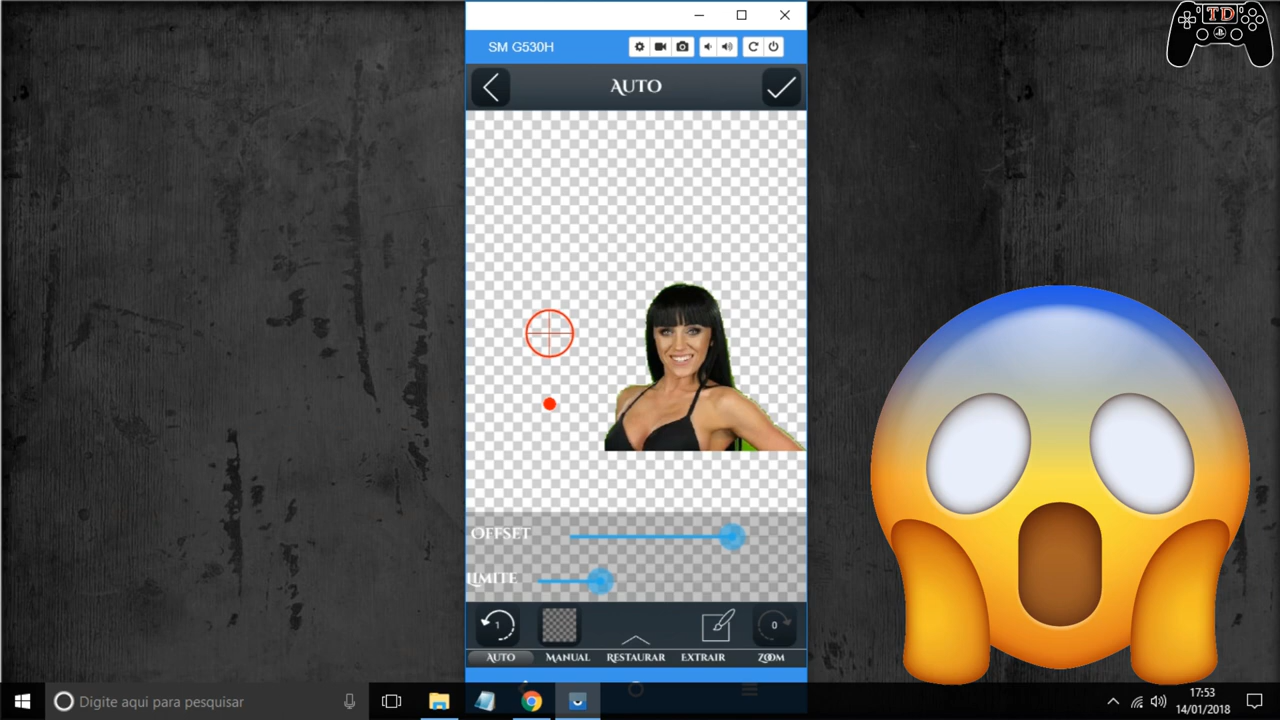 TD
SM G530H
AUTO
OFFSET
LIMITE
1
0
AUTO MANUAL RESTAURAR EXTRAIR ZOOM
Digite aqui para pesquisar
17:53
14/01/2018